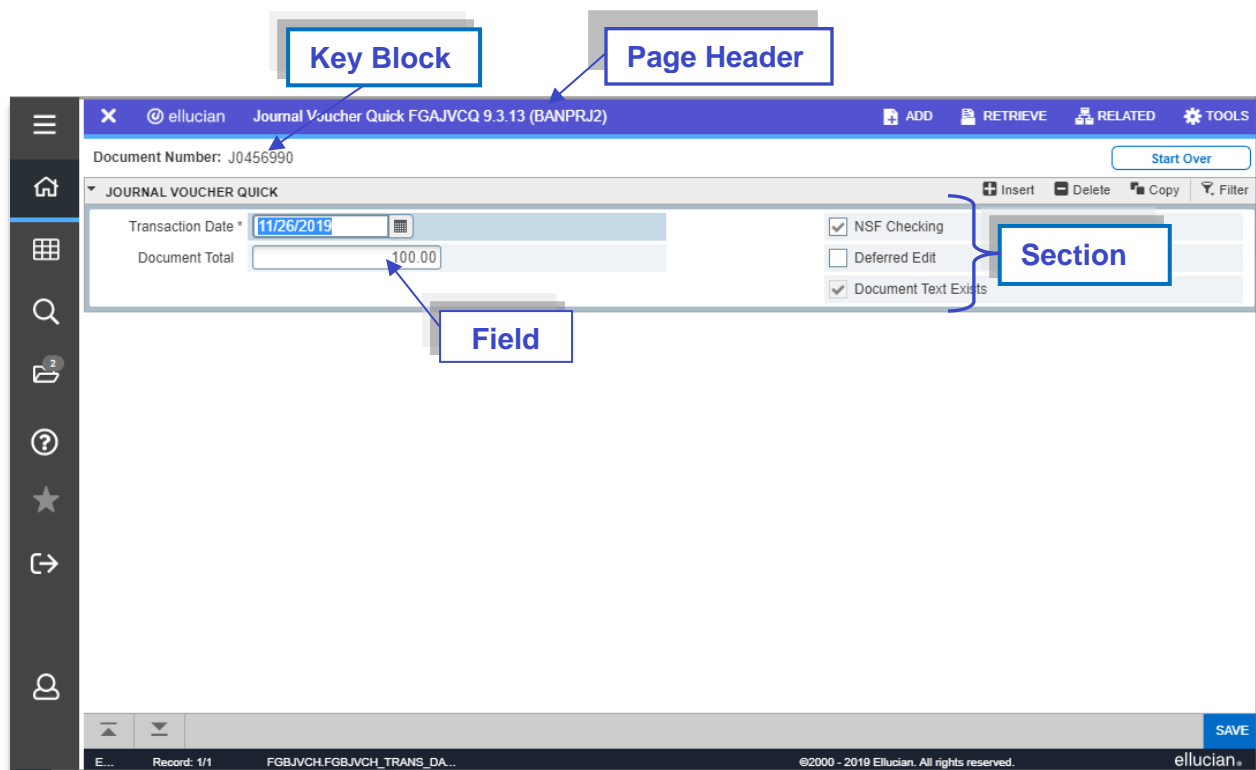 Key Block
Page Header
ellucian Journal Voucher Quick FGAJVCQ 9.3.13 (BANPRJ2) ADD RETRIEVE RELATED TOOLS
Document Number: J0456990 Start Over
JOURNAL VOUCHER QUICK Insert Delete Copy Filter
Transaction Date * 11/26/2019 NSF Checking
Document Total 100.00 Deferred Edit
Section
Document Text Exists
Field
2
SAVE
E... Record: 1/1 FGBJVCH.FGBJVCH_TRANS_DA... ©2000 - 2019 Ellucian. All rights reserved. ellucian